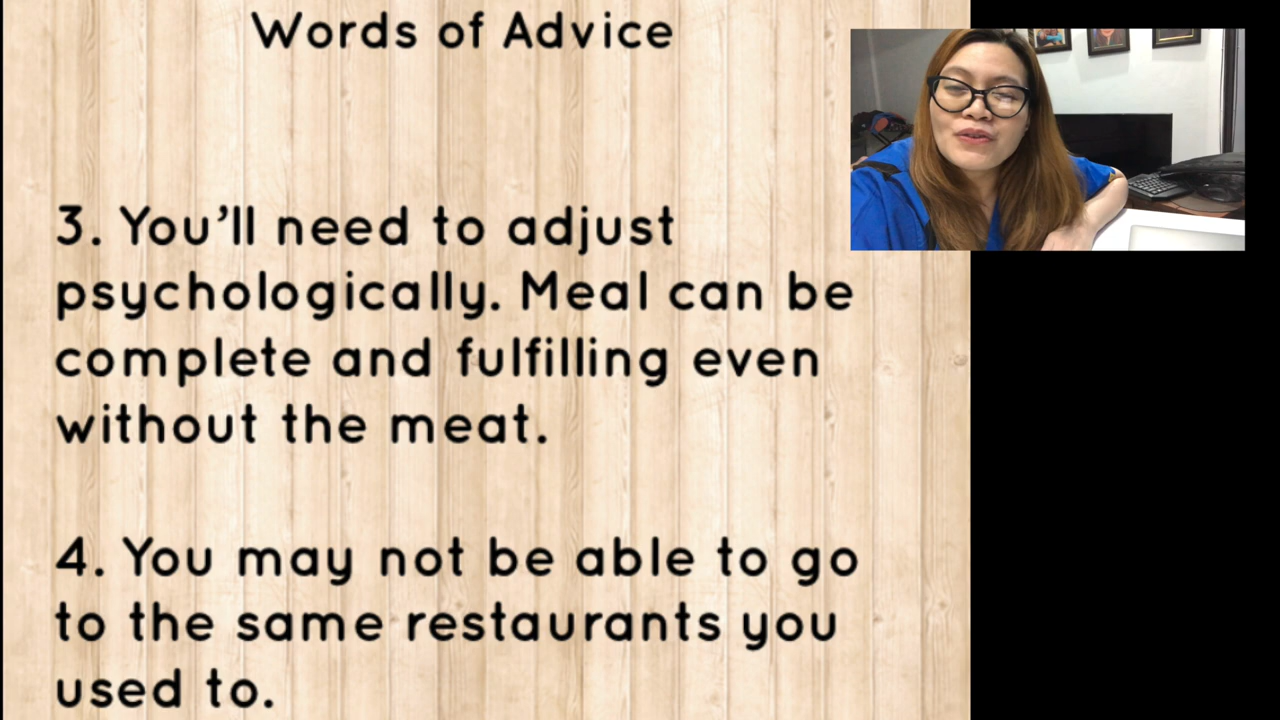 Words of Advice
3. You’ll need to adjust
psychologically. Meal can be
complete and fulfilling even
without the meat.
4. You may not be able to go
to the same restaurants you
used to.